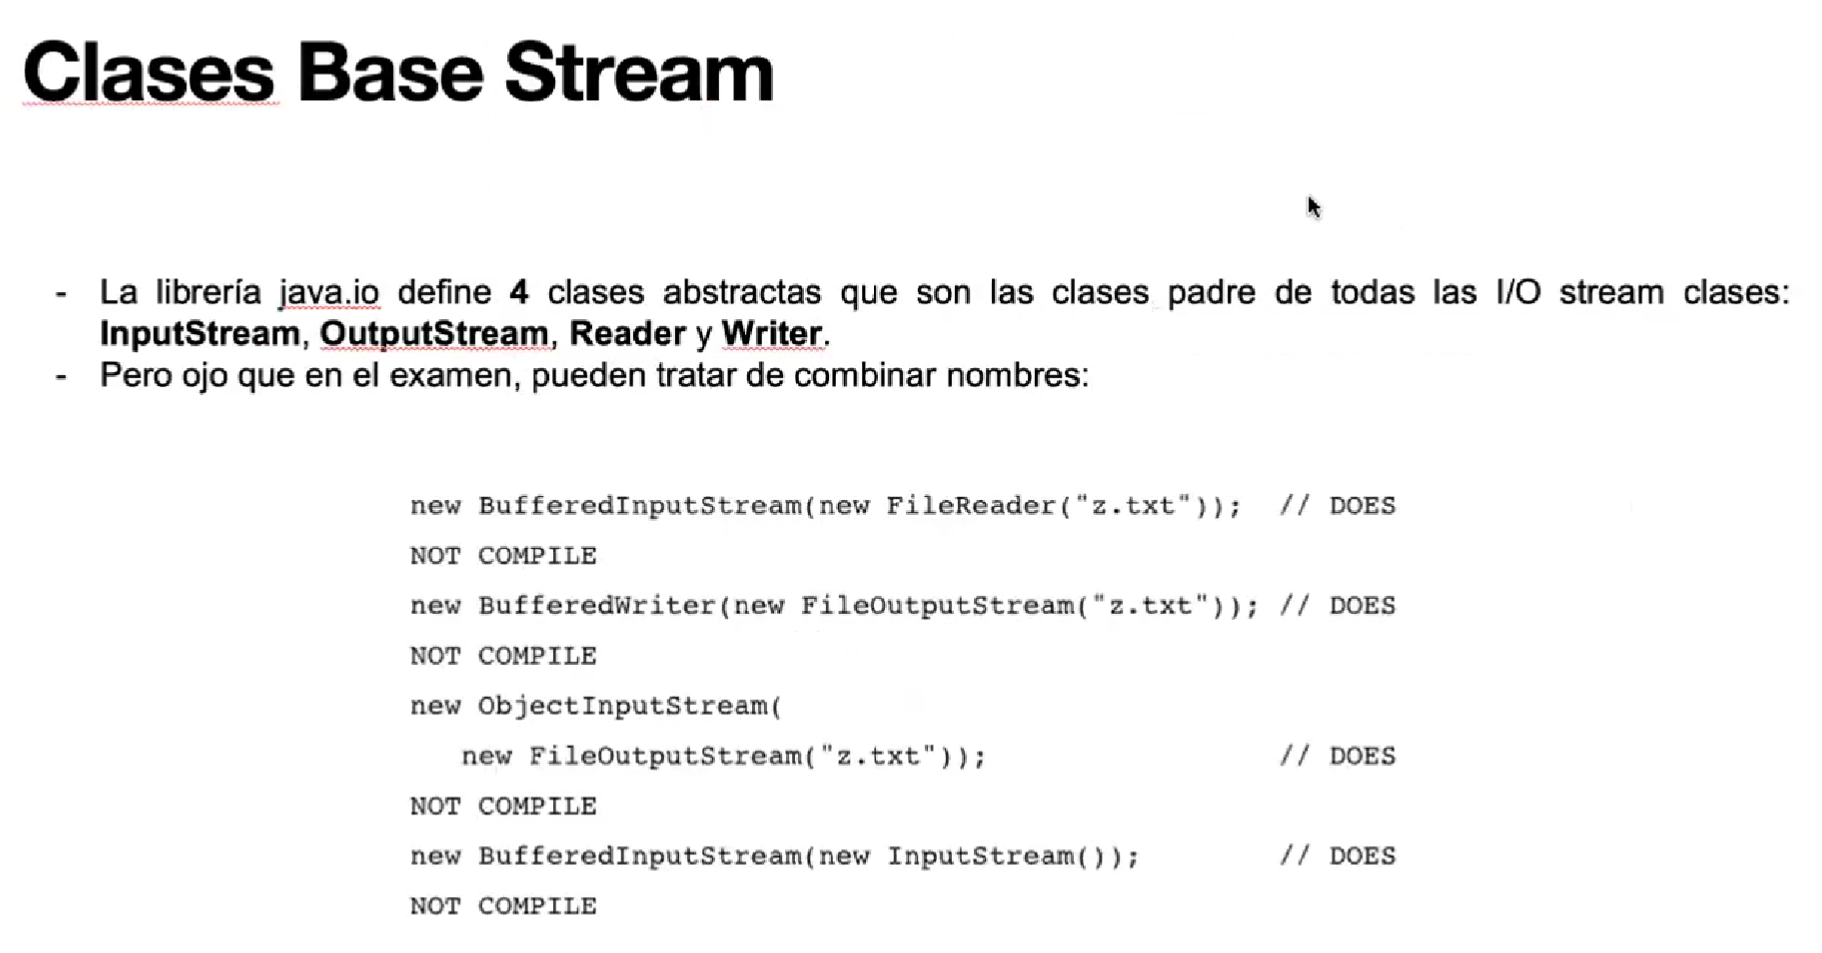 Clases Base Stream
- La librería java.io define 4 clases abstractas que son las clases padre de todas las I/O stream clases:
InputStream, OutputStream, Reader y Writer.
- Pero ojo que en el examen, pueden tratar de combinar nombres:
new BufferedInputStream(new FileReader("z.txt")); // DOES
NOT COMPILE
new BufferedWriter(new FileOutputStream("z.txt")); // DOES
NOT COMPILE
new ObjectInputStream(
new FileOutputStream("z.txt")); // DOES
NOT COMPILE
new BufferedInputStream(new InputStream()); // DOES
NOT COMPILE